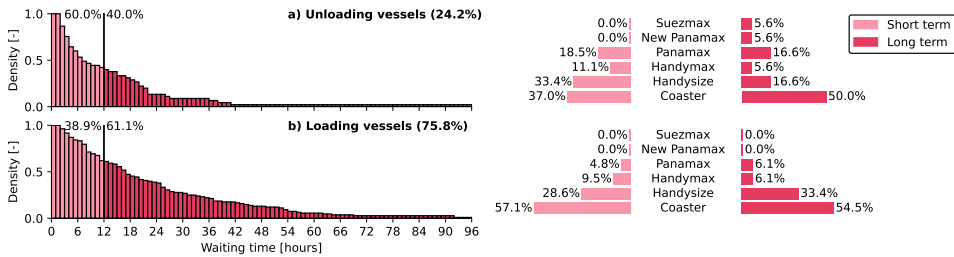 60.0% 40.0%
a) Unloading vessels (24.2%)
Density [-]
1.0
0.5
0.0
38.9% 61.1%
b) Loading vessels (75.8%)
Density [-]
1.0
0.5
0.0
0 6 12 18 24 30 36 42 48 54 60 66 72 78 84 90 96
Waiting time [hours]
0.0% Suezmax 5.6%
0.0% New Panamax 5.6%
18.5% Panamax 16.6%
11.1% Handymax 5.6%
33.4% Handysize 16.6%
37.0% Coaster 50.0%
0.0% Suezmax 0.0%
0.0% New Panamax 0.0%
4.8% Panamax 6.1%
9.5% Handymax 6.1%
28.6% Handysize 33.4%
57.1% Coaster 54.5%
Short term
Long term